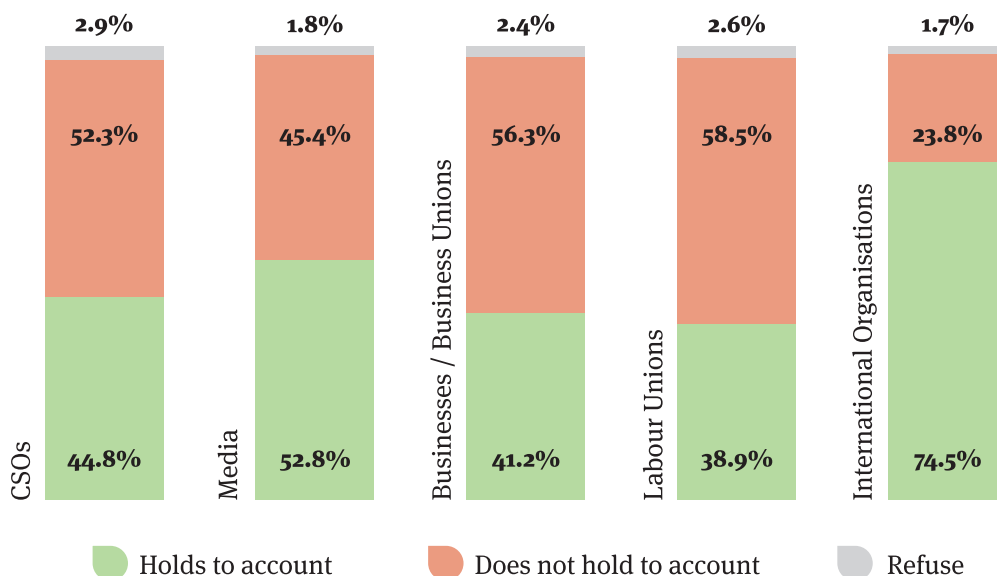 2.9%
1.8%
2.4%
2.6%
1.7%
52.3%
45.4%
56.3%
58.5%
23.8%
CSOs
Media
Businesses / Business Unions
Labour Unions
International Organisations
44.8%
52.8%
41.2%
38.9%
74.5%
Holds to account
Does not hold to account
Refuse